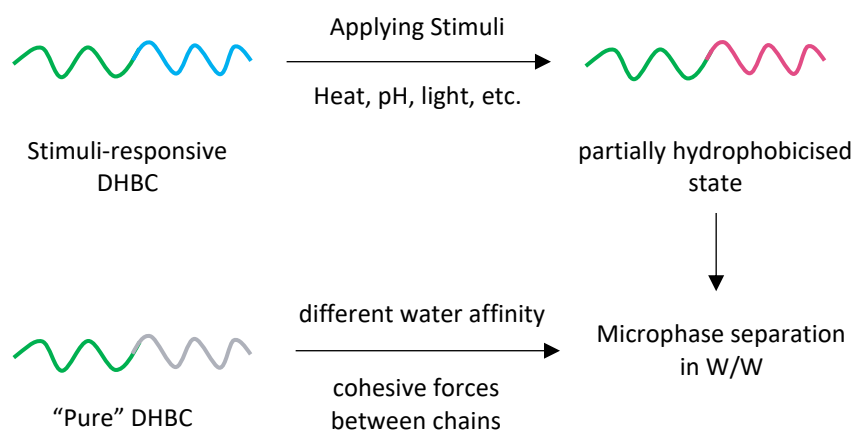 Applying Stimuli
Heat, pH, light, etc.
Stimuli-responsive
DHBC
partially hydrophobicised
state
different water affinity
cohesive forces
between chains
Microphase separation
in W/W
“Pure” DHBC